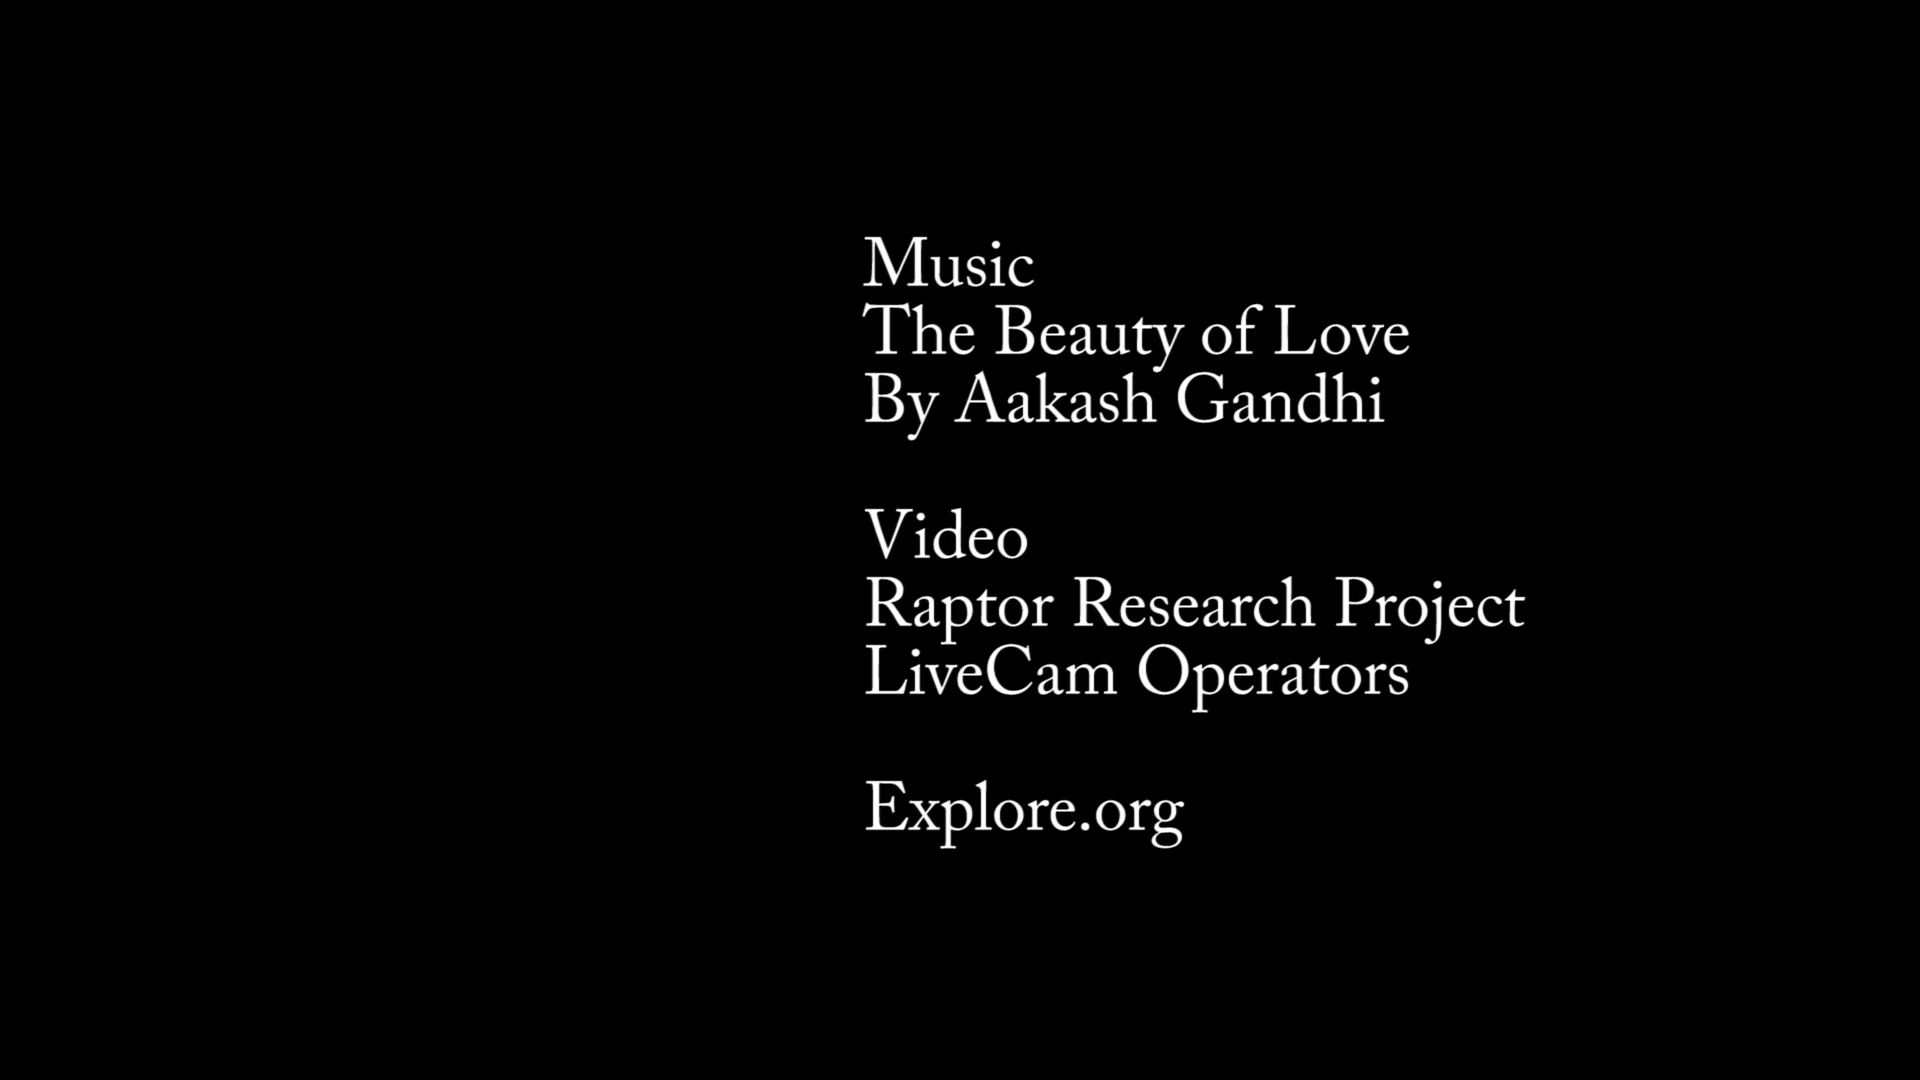 Music
The Beauty of Love
By Aakash Gandhi
Video
Raptor Research Project
LiveCam Operators
Explore.org